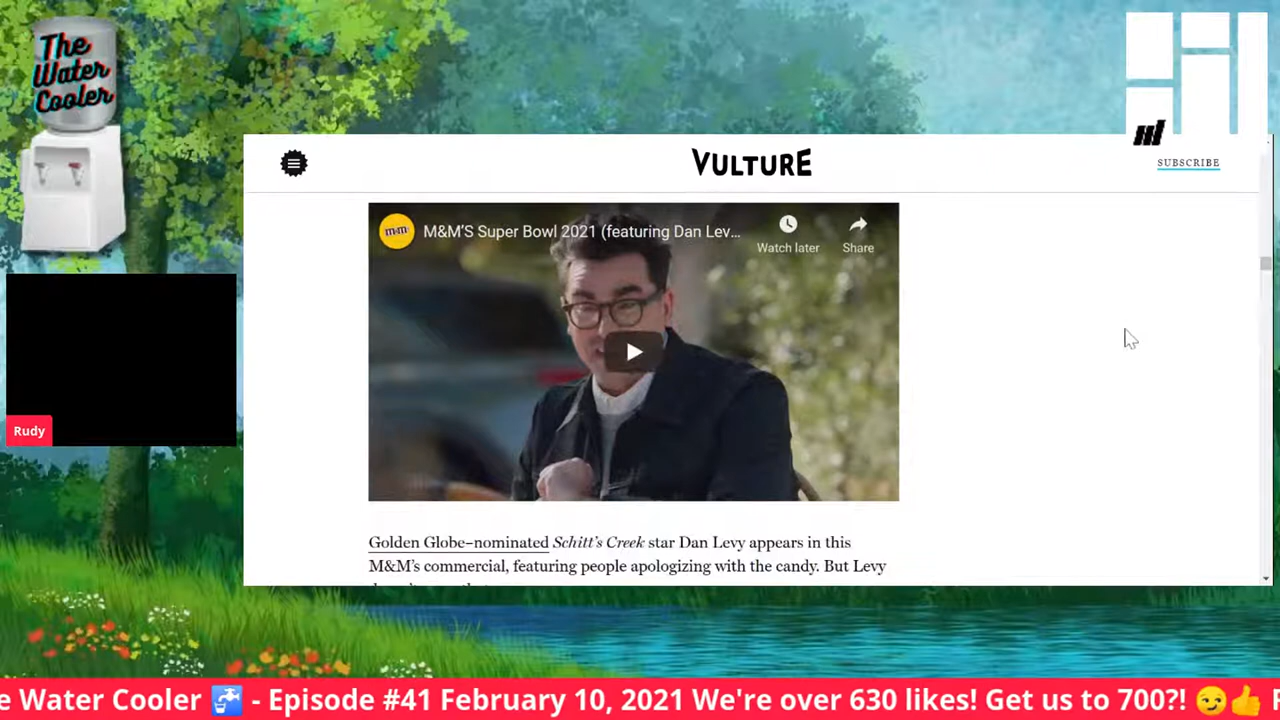 The
Water
Cooler
VULTURE
SUBSCRIBE
m&m's
M&M'S Super Bowl 2021 (featuring Dan Lev...
Watch later
Share
Rudy
Golden Globe–nominated Schitt's Creek star Dan Levy appears in this
M&M's commercial, featuring people apologizing with the candy. But Levy
e Water Cooler 🚰 - Episode #41 February 10, 2021 We're over 630 likes! Get us to 700?! 😏👍 F